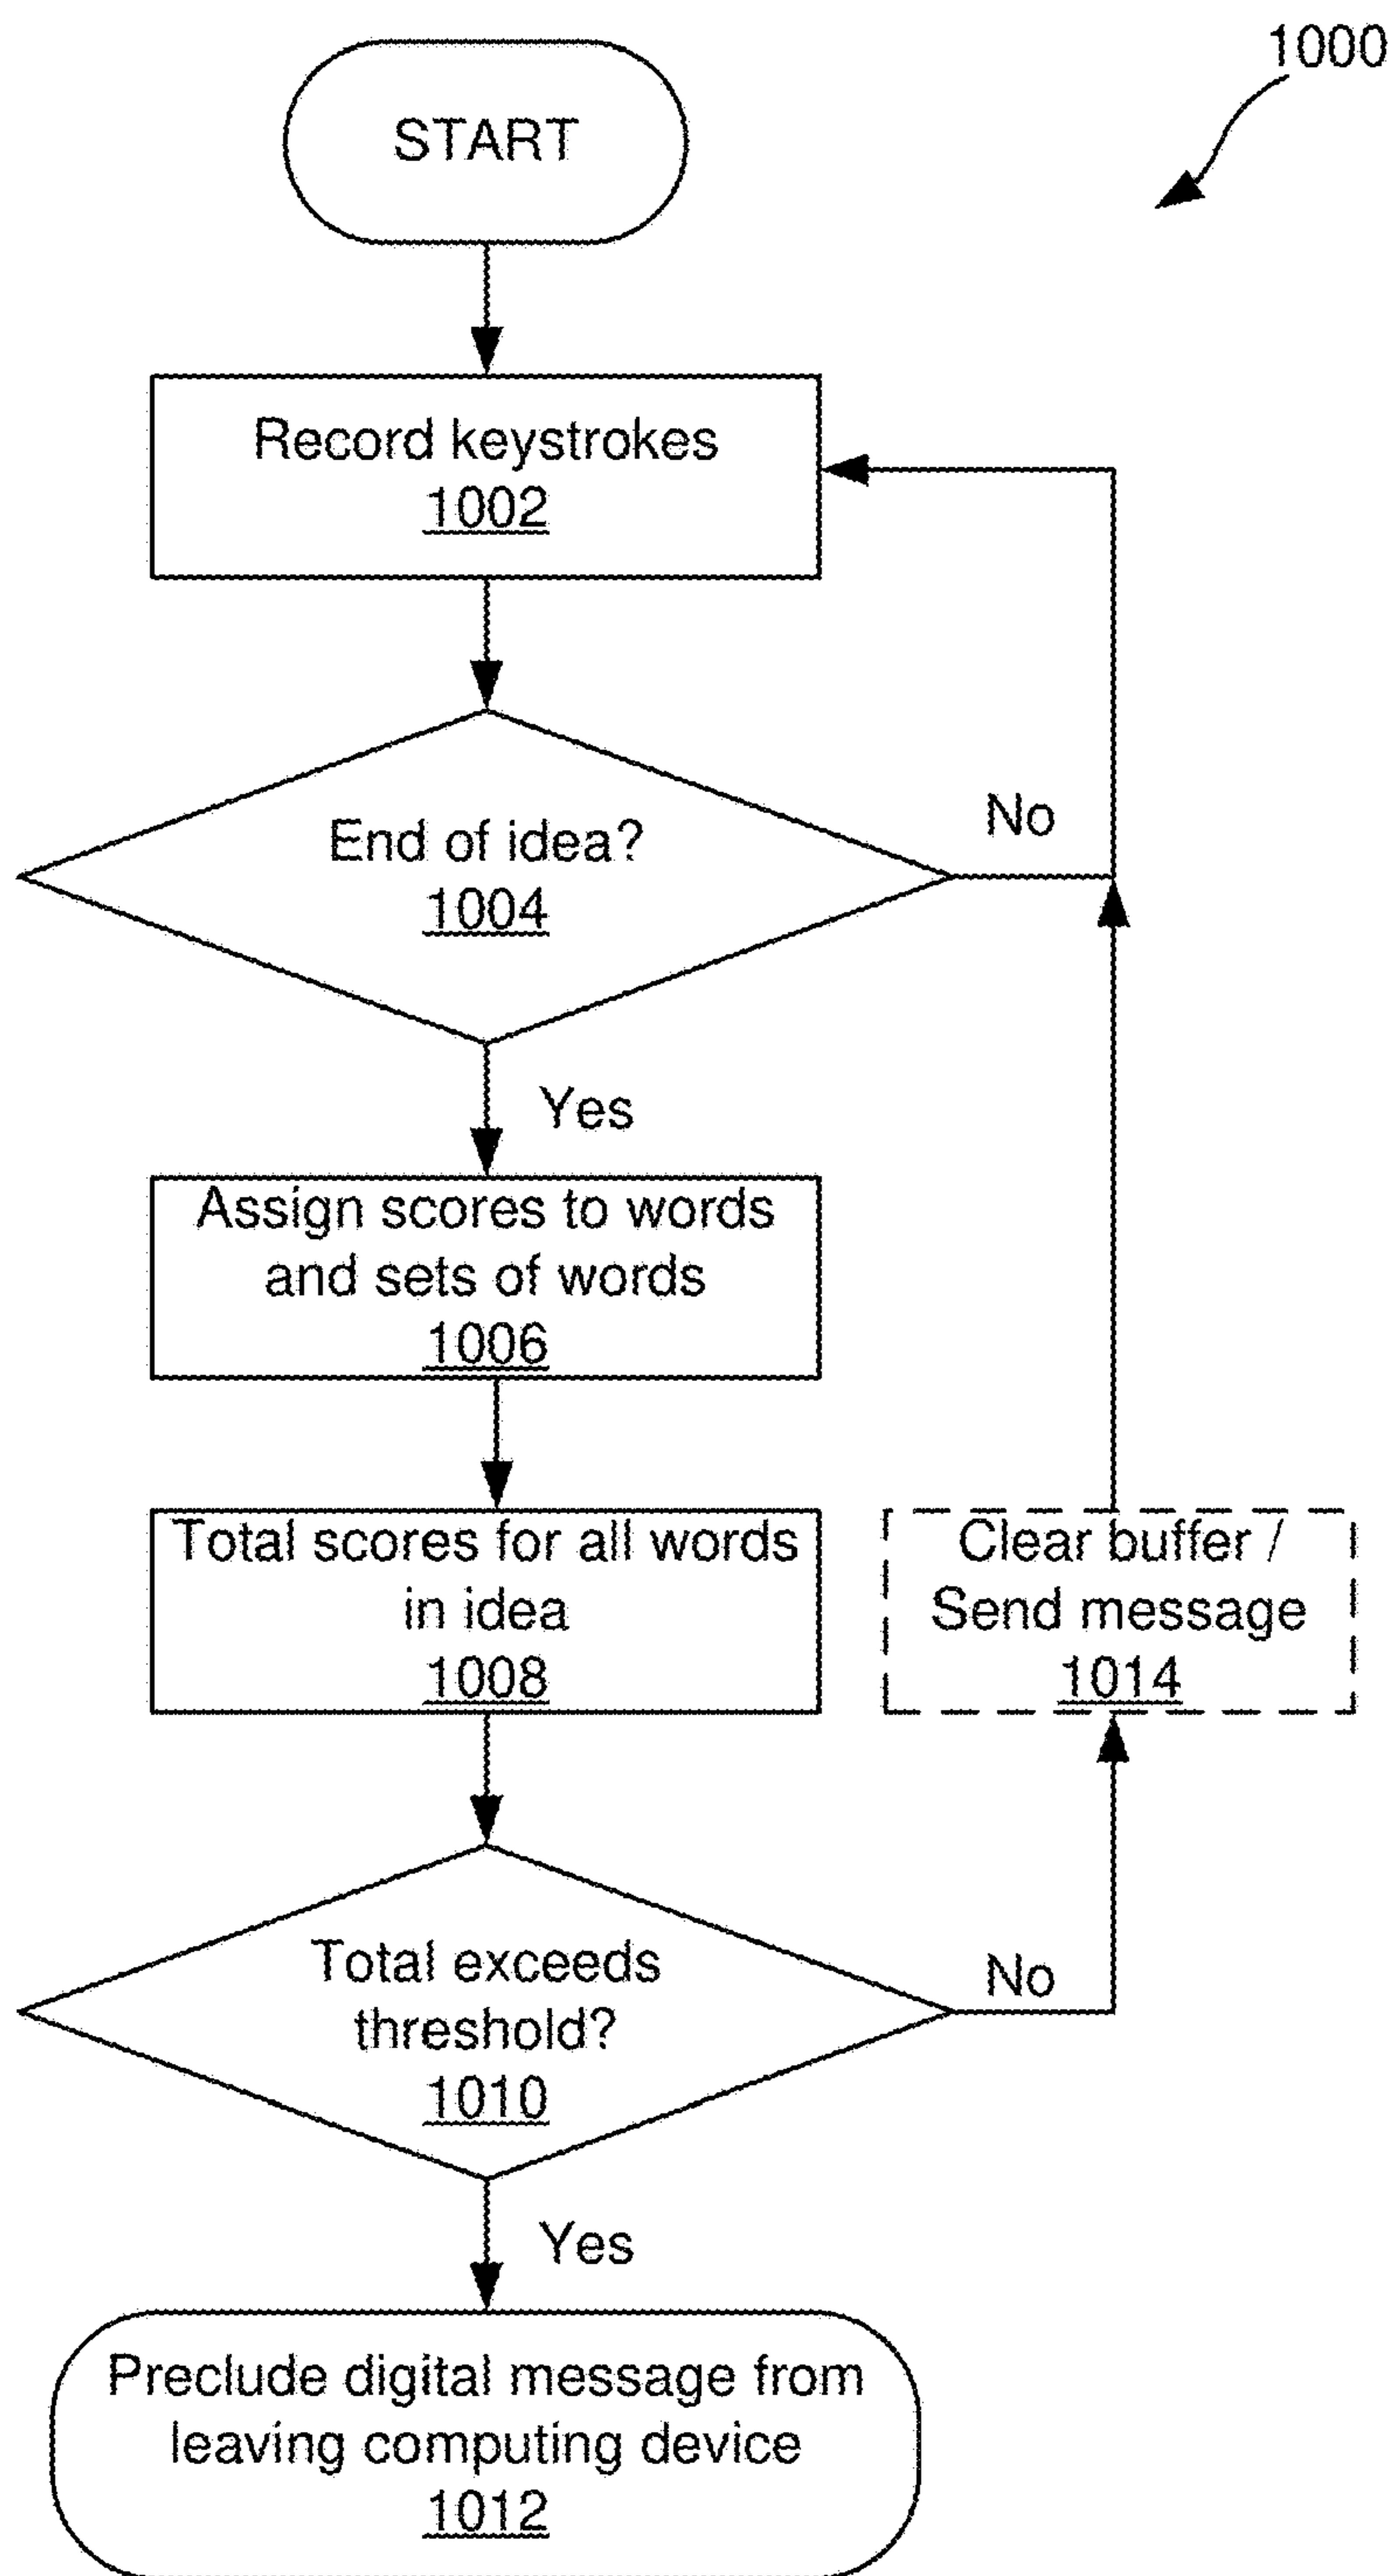 1000
START
Record keystrokes
1002
End of idea?
1004
No
Yes
Assign scores to words
and sets of words
1006
Total scores for all words
in idea
1008
Clear buffer /
Send message
1014
Total exceeds
threshold?
1010
No
Yes
Preclude digital message from
leaving computing device
1012